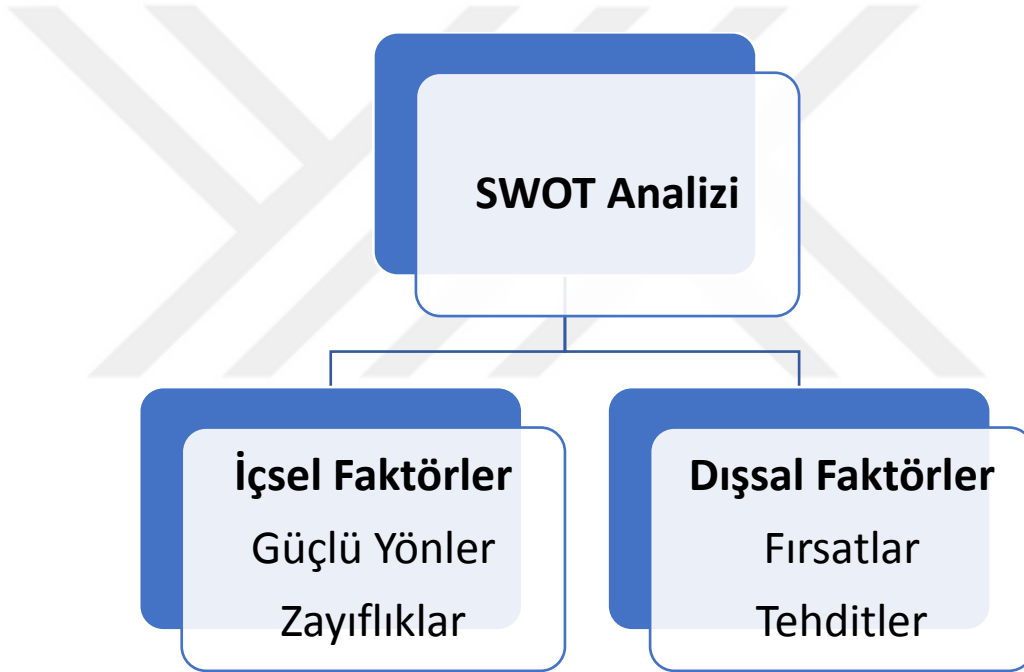 SWOT Analizi
İçsel Faktörler
Güçlü Yönler
Zayıflıklar
Dışsal Faktörler
Fırsatlar
Tehditler